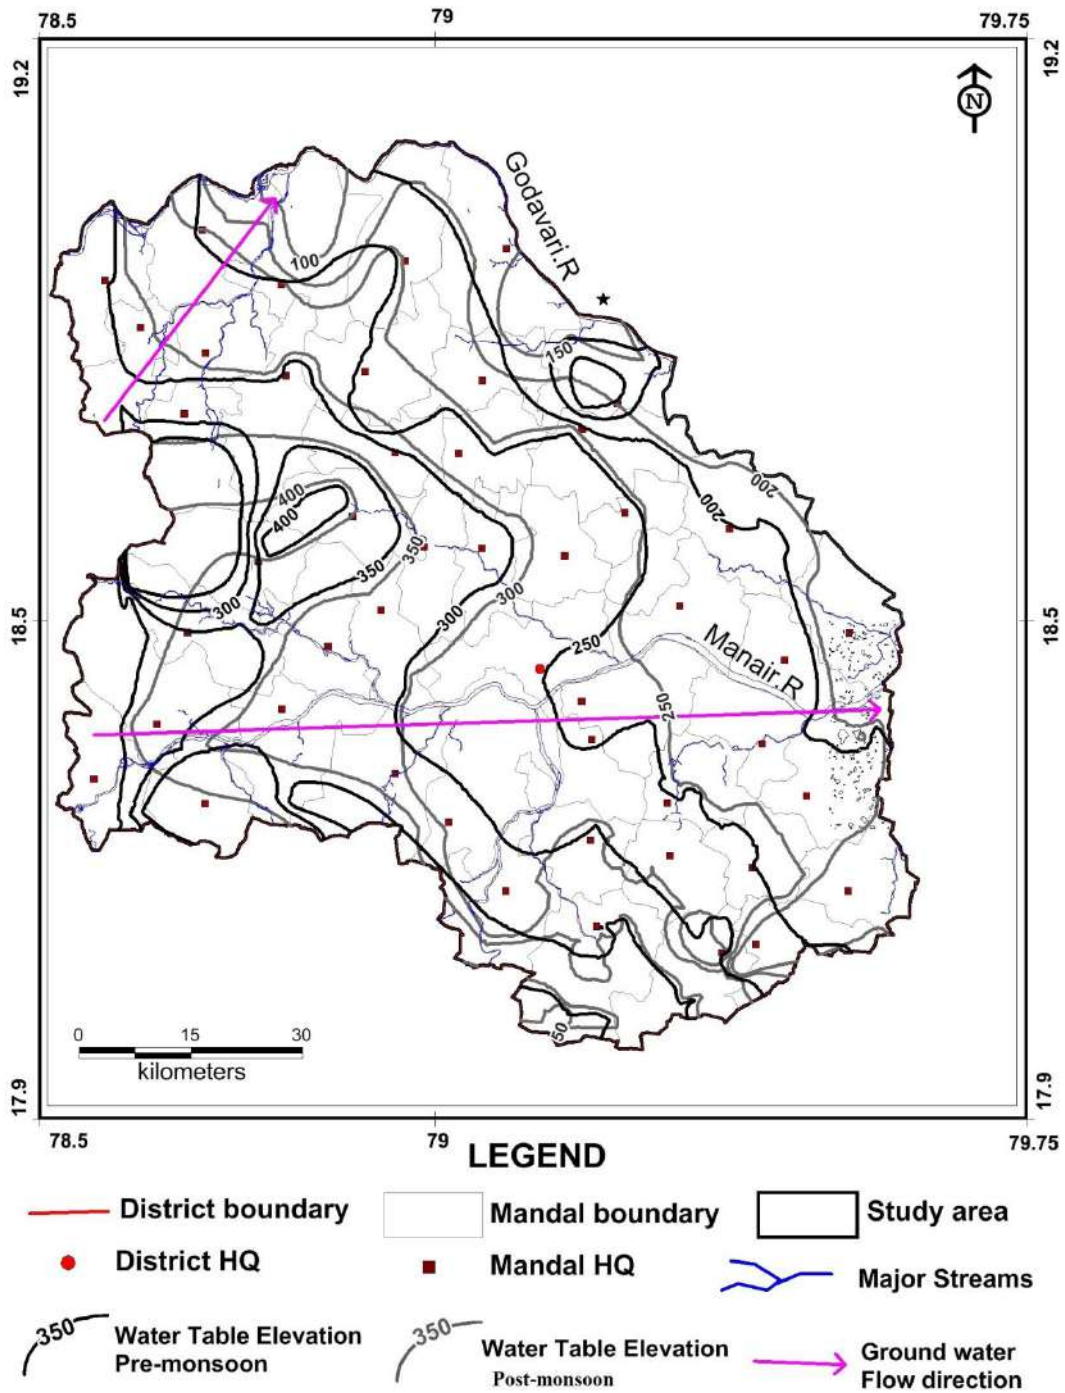 78.5 79 79.75
19.2 19.2
N
Godavari.R
100
150
200
200
400
400
350
350
300
300
300
250
18.5 18.5
Manair.R
250
50
0 15 30
kilometers
17.9 17.9
78.5 79 79.75
LEGEND
District boundary Mandal boundary Study area
District HQ Mandal HQ Major Streams
350 Water Table Elevation
Pre-monsoon
350 Water Table Elevation
Post-monsoon
Ground water
Flow direction